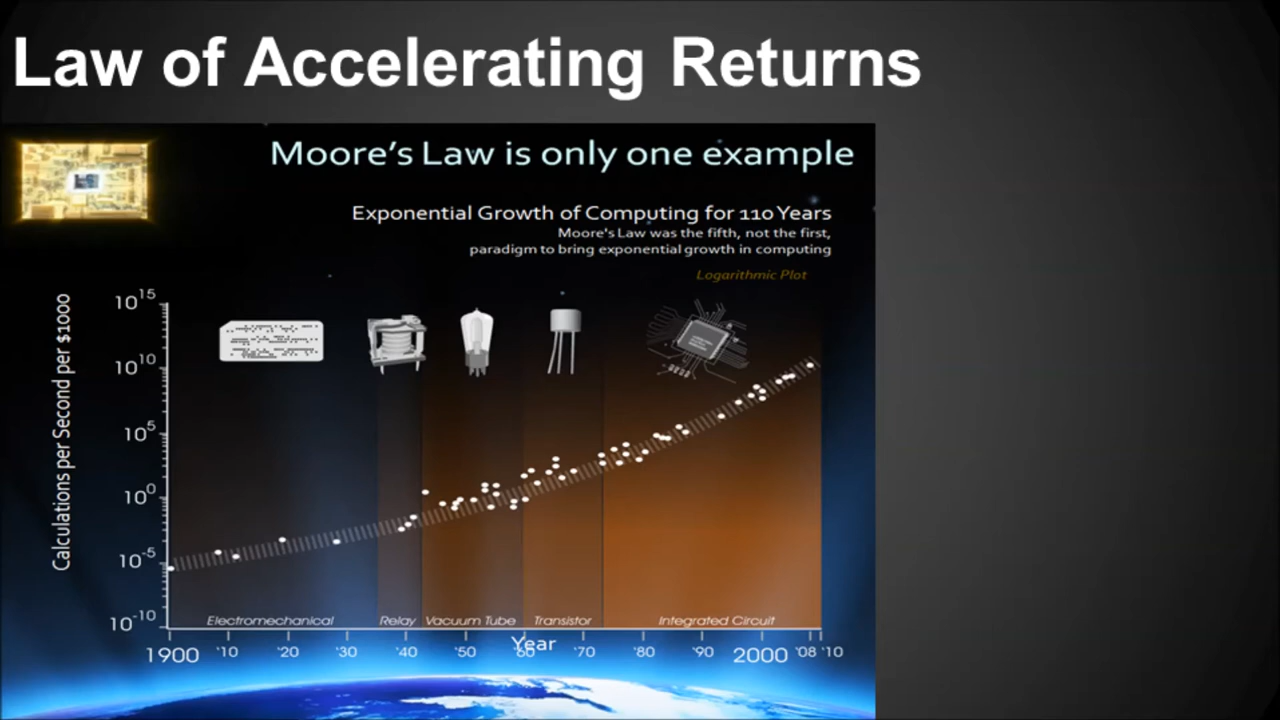 Law of Accelerating Returns
Moore's Law is only one example
Exponential Growth of Computing for 110 Years
Moore's Law was the fifth, not the first,
paradigm to bring exponential growth in computing
Logarithmic Plot
Calculations per Second per $1000
10^15
10^10
10^5
10^0
10^-5
10^-10
Electromechanical Relay Vacuum Tube Transistor Integrated Circuit
Year
1900 '10 '20 '30 '40 '50 '60 '70 '80 '90 2000 '08 '10